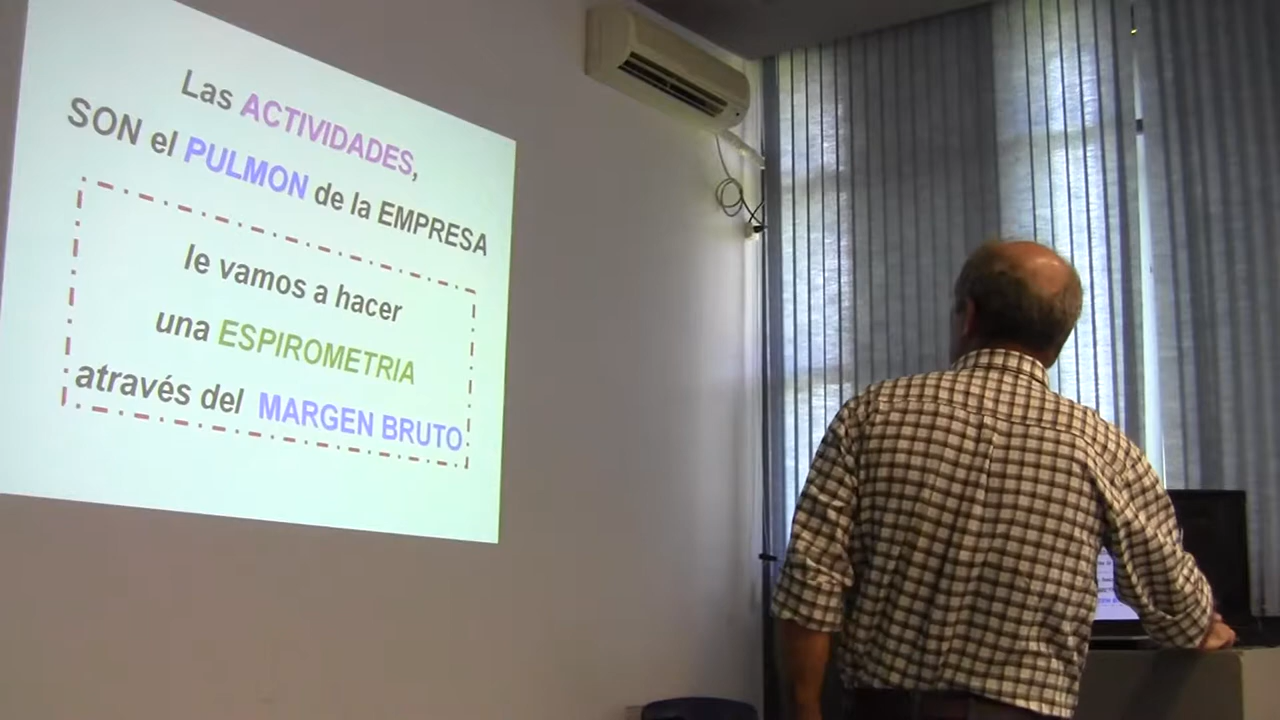 Las ACTIVIDADES,
SON el PULMON de la EMPRESA
le vamos a hacer
una ESPIROMETRIA
através del MARGEN BRUTO